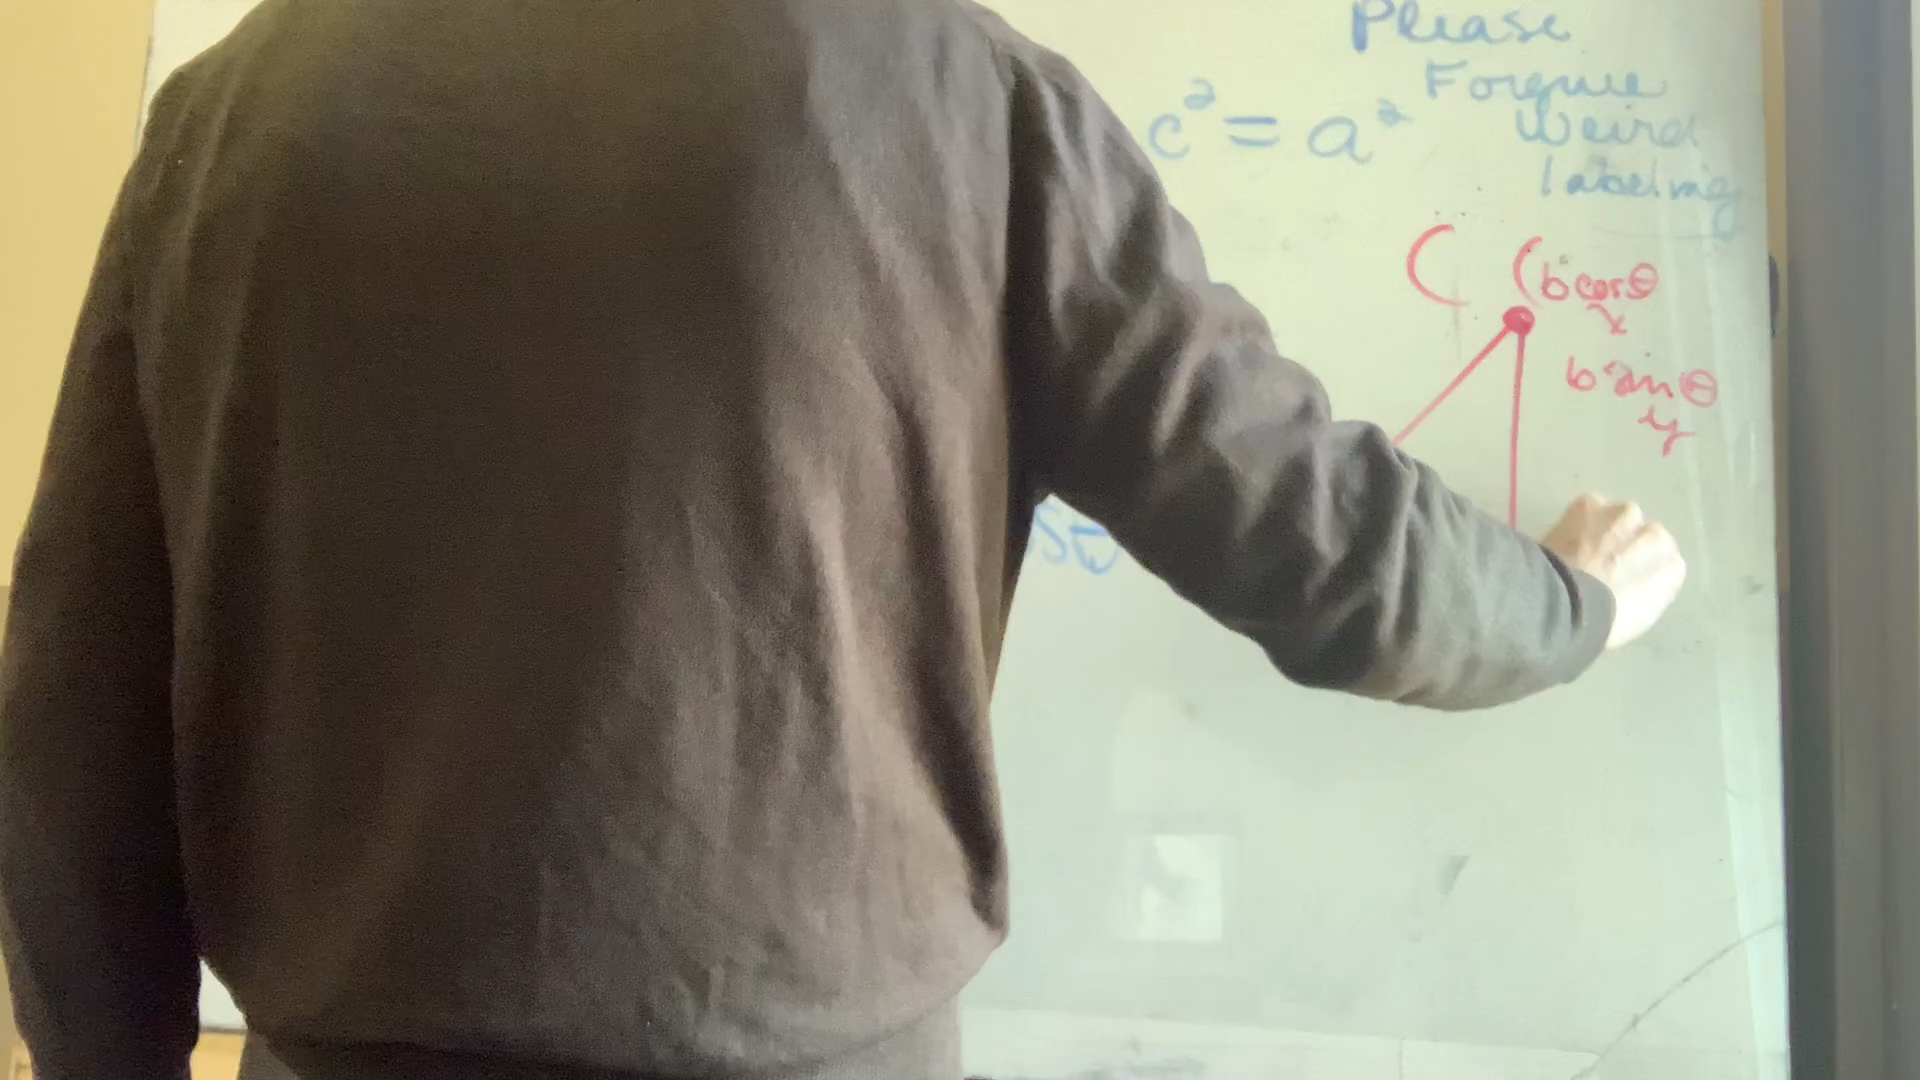 Please
Forgive
c² = a²
Weird
labeling
C (b cos θ
x
b sin θ
y